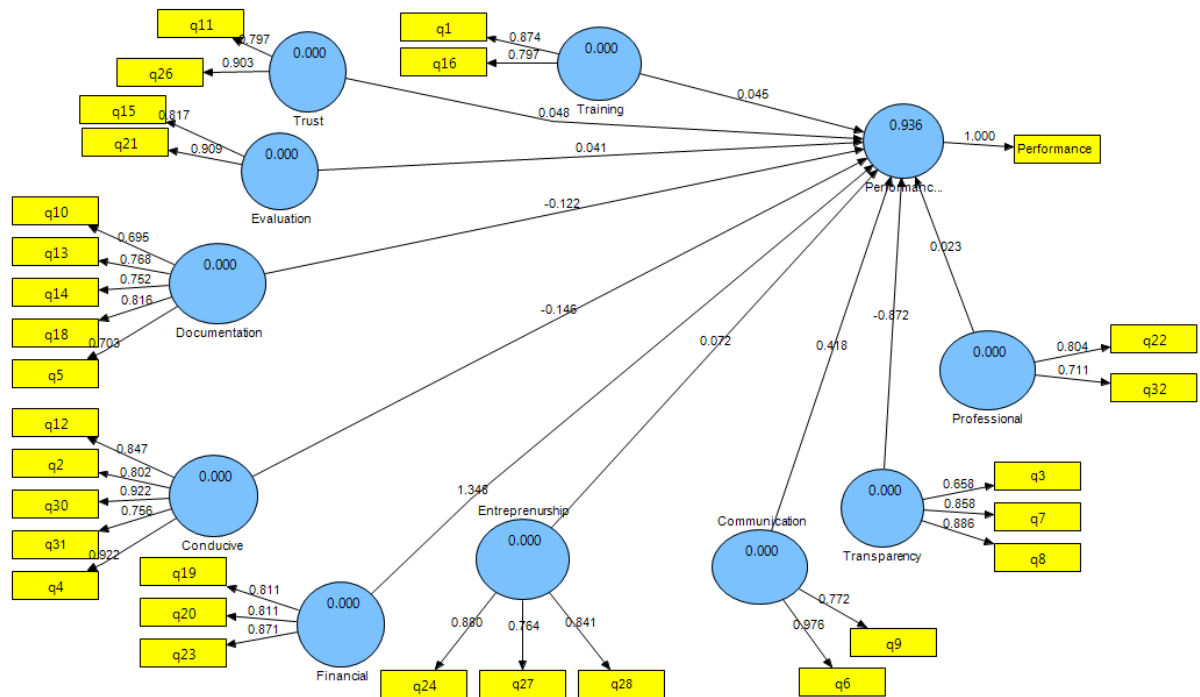 q11
0.797
q26
0.903
0.000
Trust
q1
0.874
q16
0.797
0.000
Training
q15
0.817
q21
0.909
0.000
Evaluation
0.048
0.045
0.041
0.936
Performanc...
1.000
Performance
q10
0.695
q13
0.768
q14
0.752
q18
0.816
q5
0.703
0.000
Documentation
-0.122
q12
0.847
q2
0.802
q30
0.922
q31
0.756
q4
0.922
0.000
Conducive
-0.146
q19
0.811
q20
0.811
q23
0.871
0.000
Financial
1.346
Entreprenurship
0.000
0.072
0.880
0.764
0.841
q24
q27
q28
Communication
0.000
0.418
0.772
0.976
q9
q6
0.000
Transparency
-0.872
0.658
q3
0.858
q7
0.886
q8
0.000
Professional
0.023
0.804
q22
0.711
q32